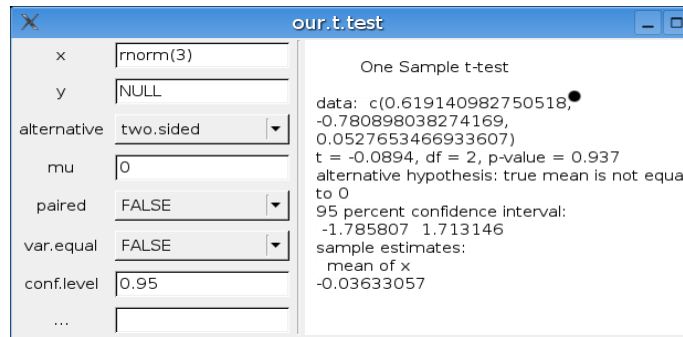 our.t.test
x rnorm(3)
y NULL
alternative two.sided
mu 0
paired FALSE
var.equal FALSE
conf.level 0.95
...
One Sample t-test
data: c(0.619140982750518,
-0.780898038274169,
0.0527653466933607)
t = -0.0894, df = 2, p-value = 0.937
alternative hypothesis: true mean is not equa
to 0
95 percent confidence interval:
-1.785807 1.713146
sample estimates:
mean of x
-0.03633057